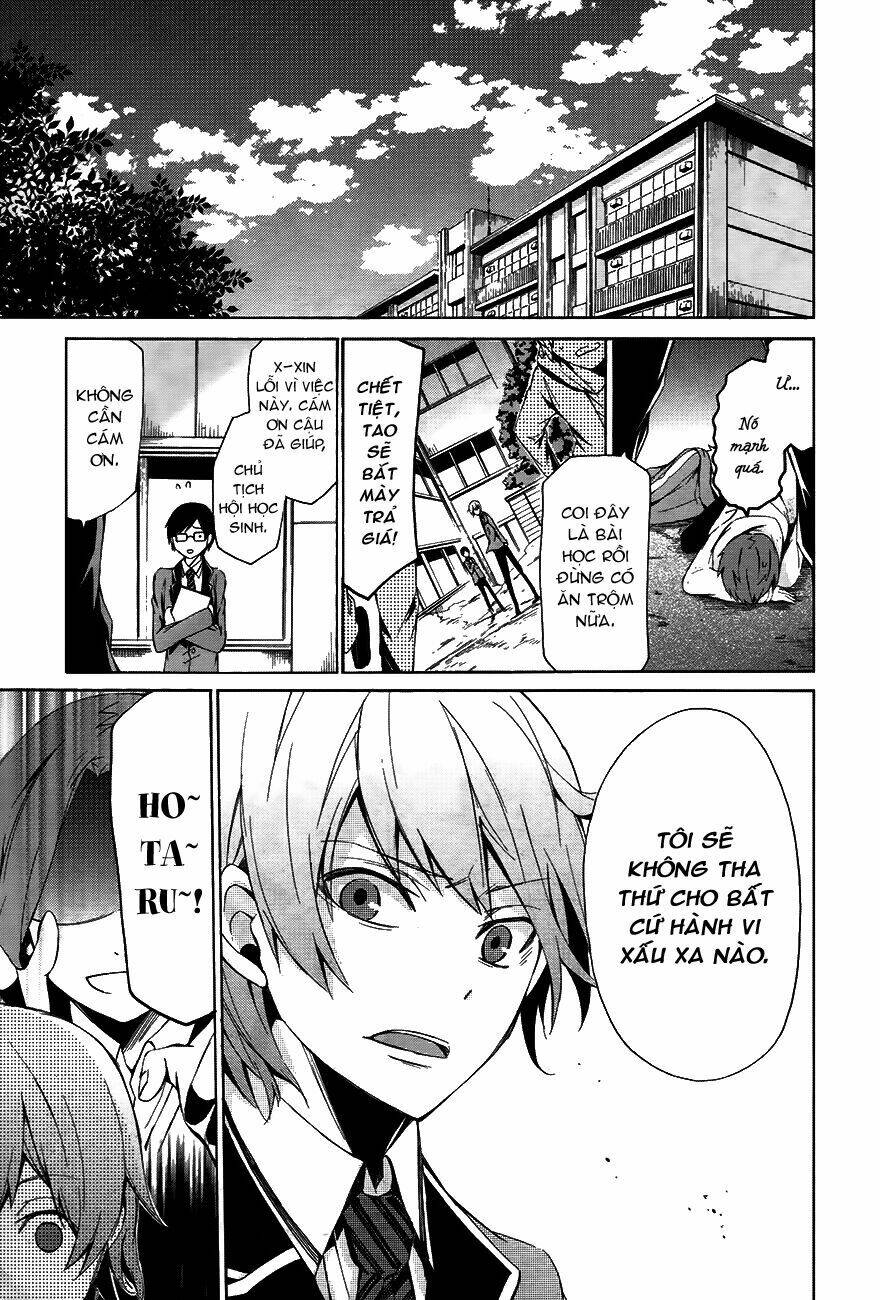 Ư...
Nó
mạnh
quá.
COI ĐÂY
LÀ BÀI
HỌC RỒI
ĐỪNG CÓ
ĂN TRỘM
NỮA.
CHẾT
TIỆT,
TAO SẼ
BẮT
MÀY
TRẢ
GIÁ!
X-XIN
LỖI VÌ VIỆC
NÀY. CÁM
ƠN CẬU
ĐÃ GIÚP,
CHỦ
TỊCH
HỘI HỌC
SINH.
KHÔNG
CẦN
CÁM
ƠN.
TÔI SẼ
KHÔNG THA
THỨ CHO BẤT
CỨ HÀNH VI
XẤU XA NÀO.
HO~
TA~
RU~!